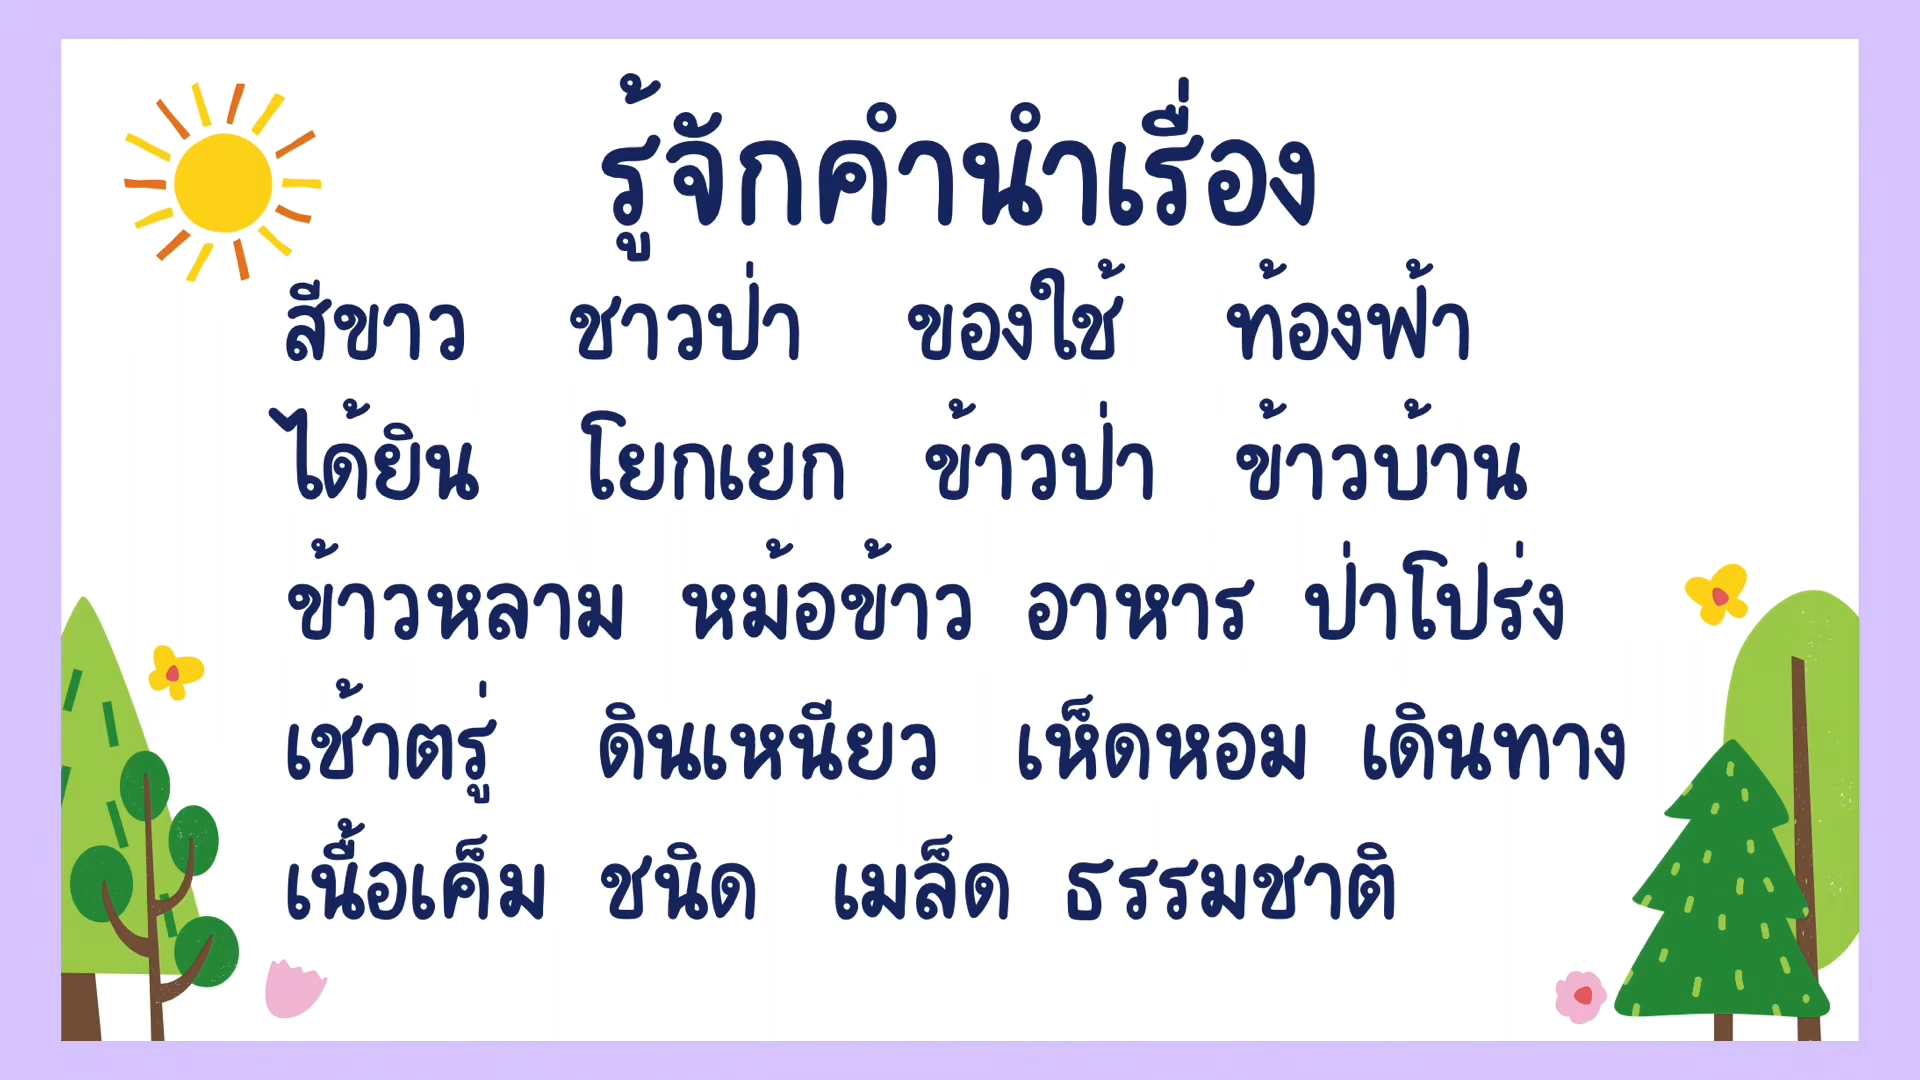 รู้จักคำนำเรื่อง
สีขาว ชาวป่า ของใช้ ท้องฟ้า
ได้ยิน โยกเยก ข้าวป่า ข้าวบ้าน
ข้าวหลาม หม้อข้าว อาหาร ป่าโปร่ง
เช้าตรู่ ดินเหนียว เห็ดหอม เดินทาง
เนื้อเค็ม ชนิด เมล็ด ธรรมชาติ